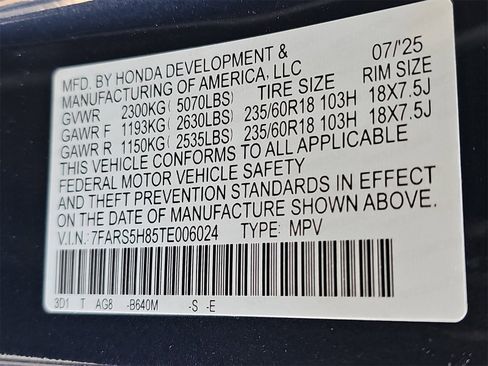 MFD. BY HONDA DEVELOPMENT & 07/'25
MANUFACTURING OF AMERICA, LLC
GVWR 2300KG(5070LBS) TIRE SIZE RIM SIZE
GAWR F 1193KG(2630LBS) 235/60R18 103H 18X7.5J
GAWR R 1150KG(2535LBS) 235/60R18 103H 18X7.5J
THIS VEHICLE CONFORMS TO ALL APPLICABLE
FEDERAL MOTOR VEHICLE SAFETY
AND THEFT PREVENTION STANDARDS IN EFFECT
ON THE DATE OF MANUFACTURE SHOWN ABOVE.
V.I.N.:7FARS5H85TE006024 TYPE: MPV
3D1 T AG8 -B640M -S -E